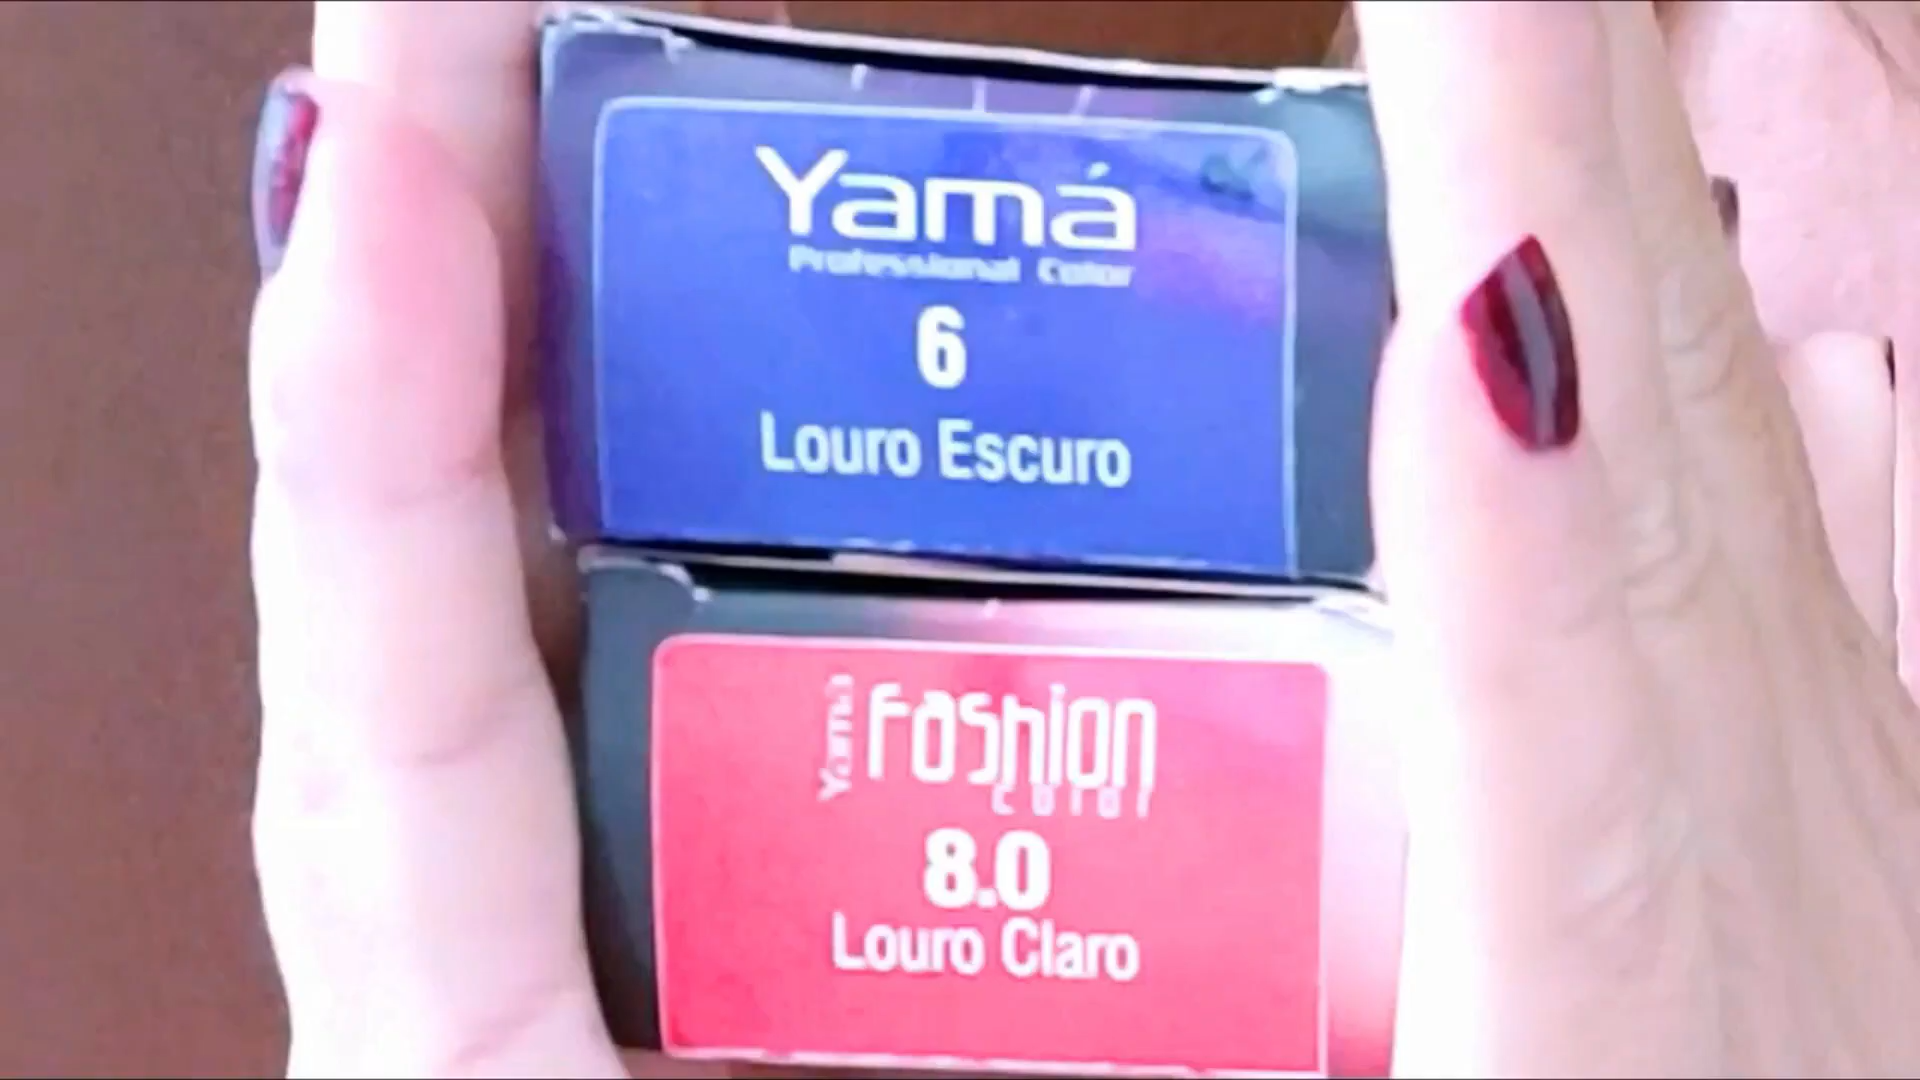 Yamá
Professional Color
6
Louro Escuro
Yamá Fashion
color
8.0
Louro Claro